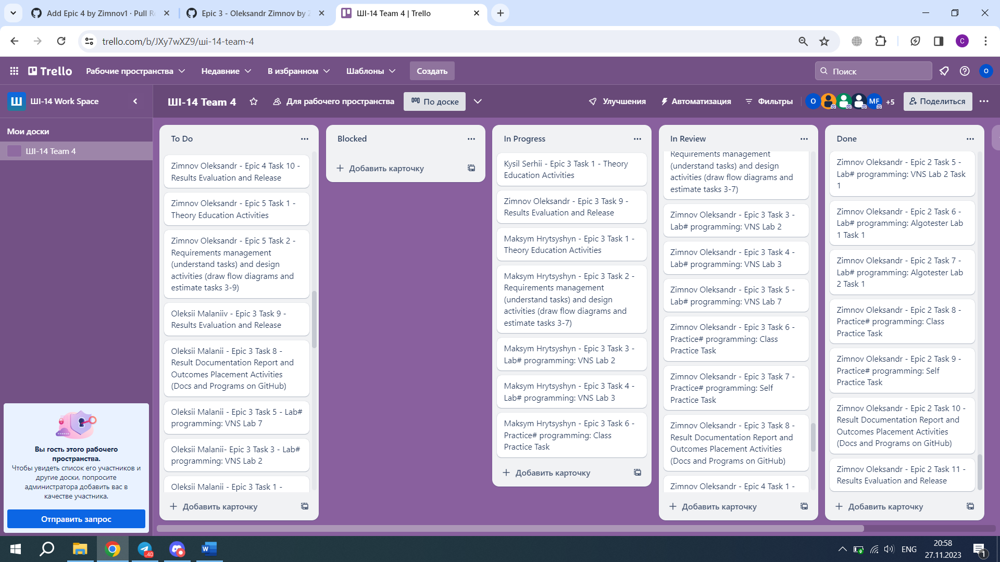 Add Epic 4 by Zimnov1 · Pull R
Epic 3 - Oleksandr Zimnov by
ШІ-14 Team 4 | Trello
trello.com/b/JXy7wXZ9/ші-14-team-4
C
Trello
Рабочие пространства
Недавние
В избранном
Шаблоны
Создать
Поиск
O
Ш
ШІ-14 Work Space
ШІ-14 Team 4
Для рабочего пространства
По доске
Улучшения
Автоматизация
Фильтры
O
MF
+5
Поделиться
Мои доски
ШІ-14 Team 4
Вы гость этого рабочего
пространства.
Чтобы увидеть список его участников и
другие доски, попросите
администратора добавить вас в
качестве участника.
Отправить запрос
To Do
Zimnov Oleksandr - Epic 4 Task 10 -
Results Evaluation and Release
Zimnov Oleksandr - Epic 5 Task 1 -
Theory Education Activities
Zimnov Oleksandr - Epic 5 Task 2 -
Requirements management
(understand tasks) and design
activities (draw flow diagrams and
estimate tasks 3-9)
Oleksii Malaniiv - Epic 3 Task 9 -
Results Evaluation and Release
Oleksii Malanii - Epic 3 Task 8 -
Result Documentation Report and
Outcomes Placement Activities
(Docs and Programs on GitHub)
Oleksii Malanii - Epic 3 Task 5 - Lab#
programming: VNS Lab 7
Oleksii Malanii- Epic 3 Task 3 - Lab#
programming: VNS Lab 2
Oleksii Malanii - Epic 3 Task 1 -
Добавить карточку
Blocked
Добавить карточку
In Progress
Kysil Serhii - Epic 3 Task 1 - Theory
Education Activities
Zimnov Oleksandr - Epic 3 Task 9 -
Results Evaluation and Release
Maksym Hrytsyshyn - Epic 3 Task 1 -
Theory Education Activities
Maksym Hrytsyshyn - Epic 3 Task 2 -
Requirements management
(understand tasks) and design
activities (draw flow diagrams and
estimate tasks 3-7)
Maksym Hrytsyshyn - Epic 3 Task 3 -
Lab# programming: VNS Lab 2
Maksym Hrytsyshyn - Epic 3 Task 4 -
Lab# programming: VNS Lab 3
Maksym Hrytsyshyn - Epic 3 Task 6 -
Practice# programming: Class
Practice Task
Добавить карточку
In Review
Requirements management
(understand tasks) and design
activities (draw flow diagrams and
estimate tasks 3-7)
Zimnov Oleksandr - Epic 3 Task 3 -
Lab# programming: VNS Lab 2
Zimnov Oleksandr - Epic 3 Task 4 -
Lab# programming: VNS Lab 3
Zimnov Oleksandr - Epic 3 Task 5 -
Lab# programming: VNS Lab 7
Zimnov Oleksandr - Epic 3 Task 6 -
Practice# programming: Class
Practice Task
Zimnov Oleksandr - Epic 3 Task 7 -
Practice# programming: Self
Practice Task
Zimnov Oleksandr - Epic 3 Task 8 -
Result Documentation Report and
Outcomes Placement Activities
(Docs and Programs on GitHub)
Zimnov Oleksandr - Epic 4 Task 1 -
Добавить карточку
Done
Zimnov Oleksandr - Epic 2 Task 5 -
Lab# programming: VNS Lab 2 Task
1
Zimnov Oleksandr - Epic 2 Task 6 -
Lab# programming: Algotester Lab
1 Task 1
Zimnov Oleksandr - Epic 2 Task 7 -
Lab# programming: Algotester Lab
2 Task 1
Zimnov Oleksandr - Epic 2 Task 8 -
Practice# programming: Class
Practice Task
Zimnov Oleksandr - Epic 2 Task 9 -
Practice# programming: Self
Practice Task
Zimnov Oleksandr - Epic 2 Task 10 -
Result Documentation Report and
Outcomes Placement Activities
(Docs and Programs on GitHub)
Zimnov Oleksandr - Epic 2 Task 11 -
Results Evaluation and Release
Добавить карточку
40
W
ENG
20:58
27.11.2023
1